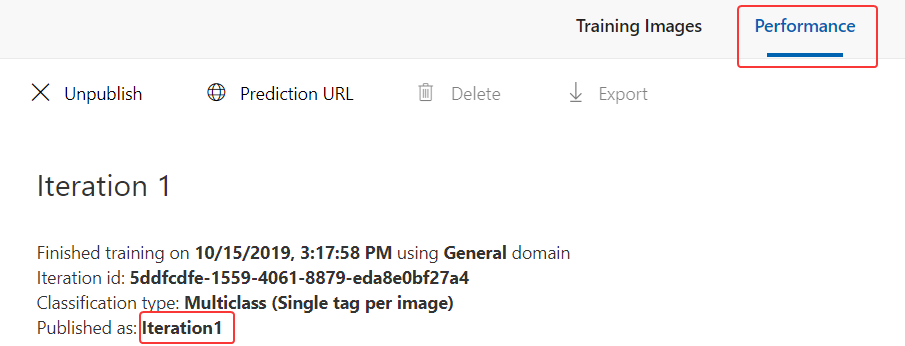 Training Images Performance
Unpublish Prediction URL Delete Export
Iteration 1
Finished training on 10/15/2019, 3:17:58 PM using General domain
Iteration id: 5ddfcdfe-1559-4061-8879-eda8e0bf27a4
Classification type: Multiclass (Single tag per image)
Published as: Iteration1